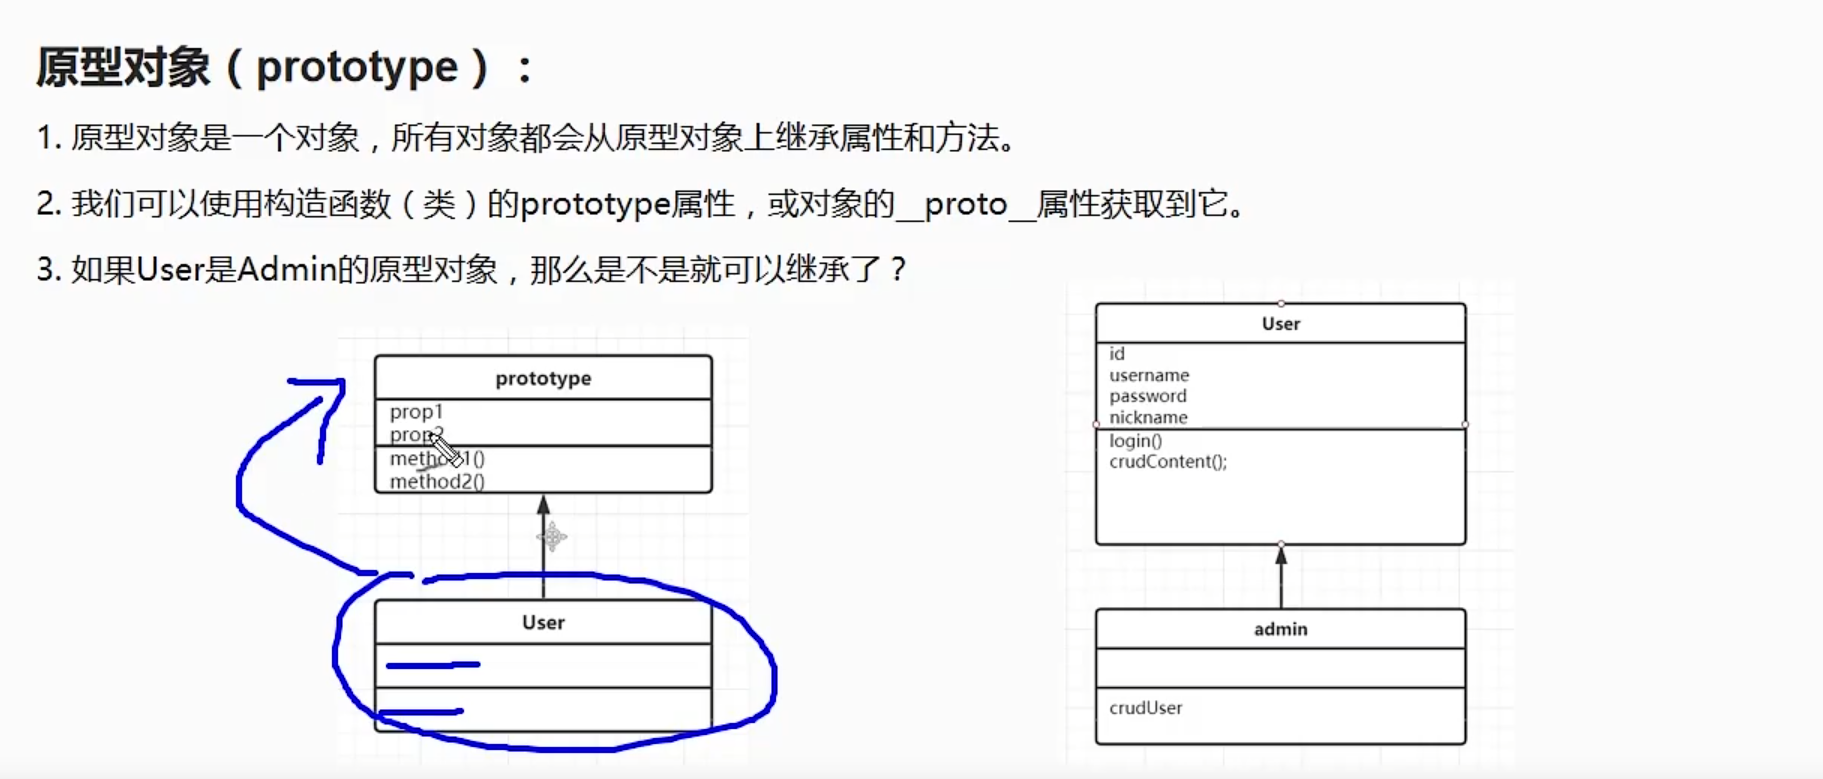 原型对象（prototype）：
1. 原型对象是一个对象，所有对象都会从原型对象上继承属性和方法。
2. 我们可以使用构造函数（类）的prototype属性，或对象的__proto__属性获取到它。
3. 如果User是Admin的原型对象，那么是不是就可以继承了？
prototype
prop1
prop2
method1()
method2()
User
User
id
username
password
nickname
login()
crudContent();
admin
crudUser